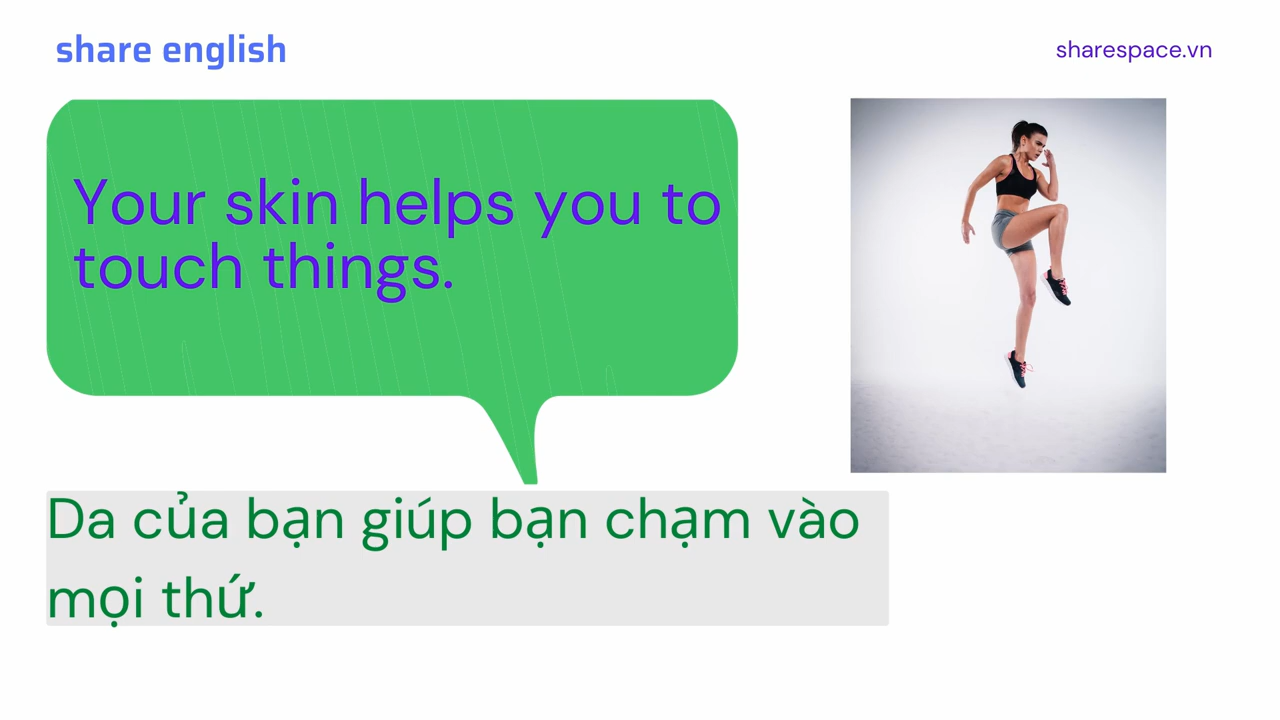 share english
sharespace.vn
Your skin helps you to
touch things.
Da của bạn giúp bạn chạm vào
mọi thứ.